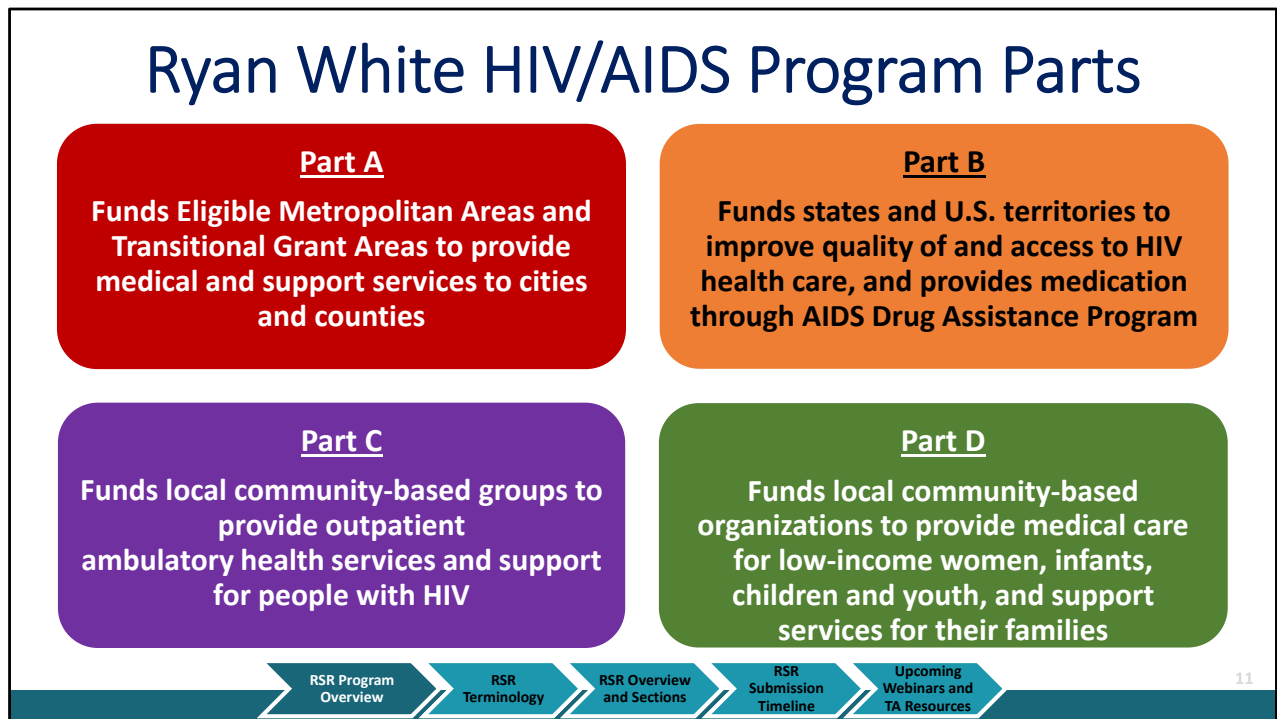 Ryan White HIV/AIDS Program Parts
Part A
Funds Eligible Metropolitan Areas and
Transitional Grant Areas to provide
medical and support services to cities
and counties
Part B
Funds states and U.S. territories to
improve quality of and access to HIV
health care, and provides medication
through AIDS Drug Assistance Program
Part C
Funds local community-based groups to
provide outpatient
ambulatory health services and support
for people with HIV
Part D
Funds local community-based
organizations to provide medical care
for low-income women, infants,
children and youth, and support
services for their families
RSR Program
Overview
RSR
Terminology
RSR Overview
and Sections
RSR
Submission
Timeline
Upcoming
Webinars and
TA Resources
11